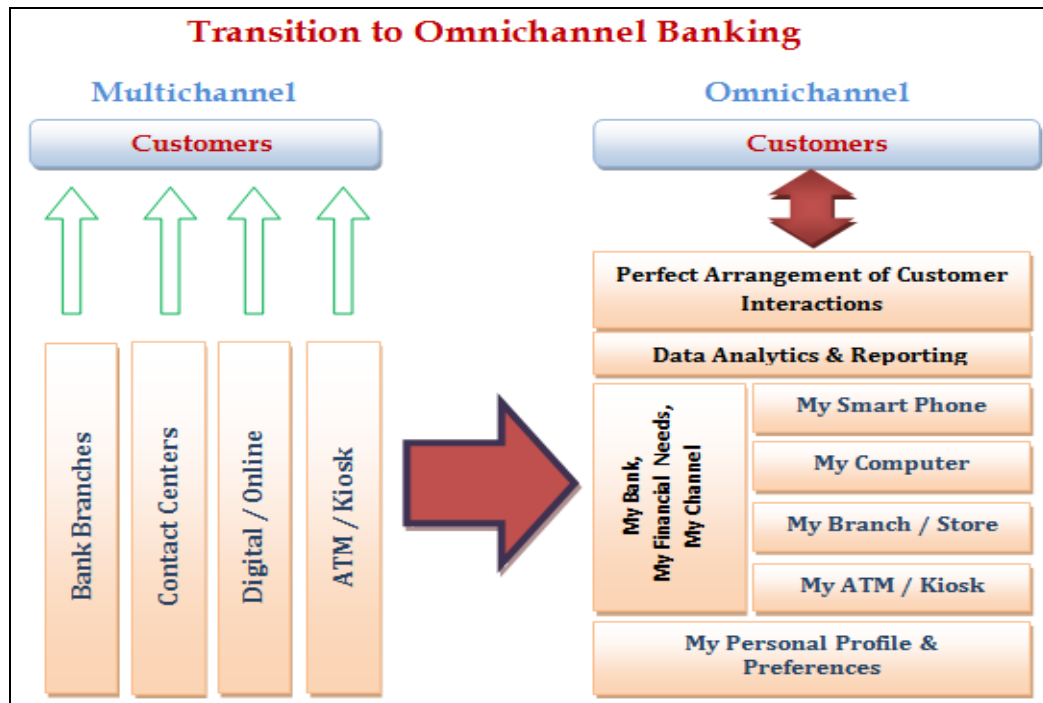 Transition to Omnichannel Banking
Multichannel
Customers
Bank Branches
Contact Centers
Digital / Online
ATM / Kiosk
Omnichannel
Customers
Perfect Arrangement of Customer
Interactions
Data Analytics & Reporting
My Bank,
My Financial Needs,
My Channel
My Smart Phone
My Computer
My Branch / Store
My ATM / Kiosk
My Personal Profile &
Preferences